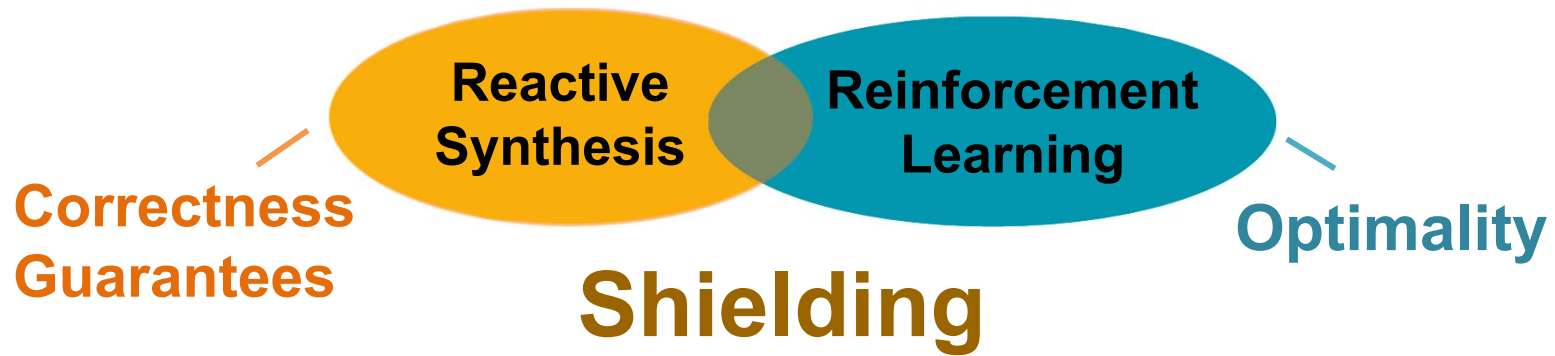 Reactive
Synthesis
Reinforcement
Learning
Correctness
Guarantees
Optimality
Shielding